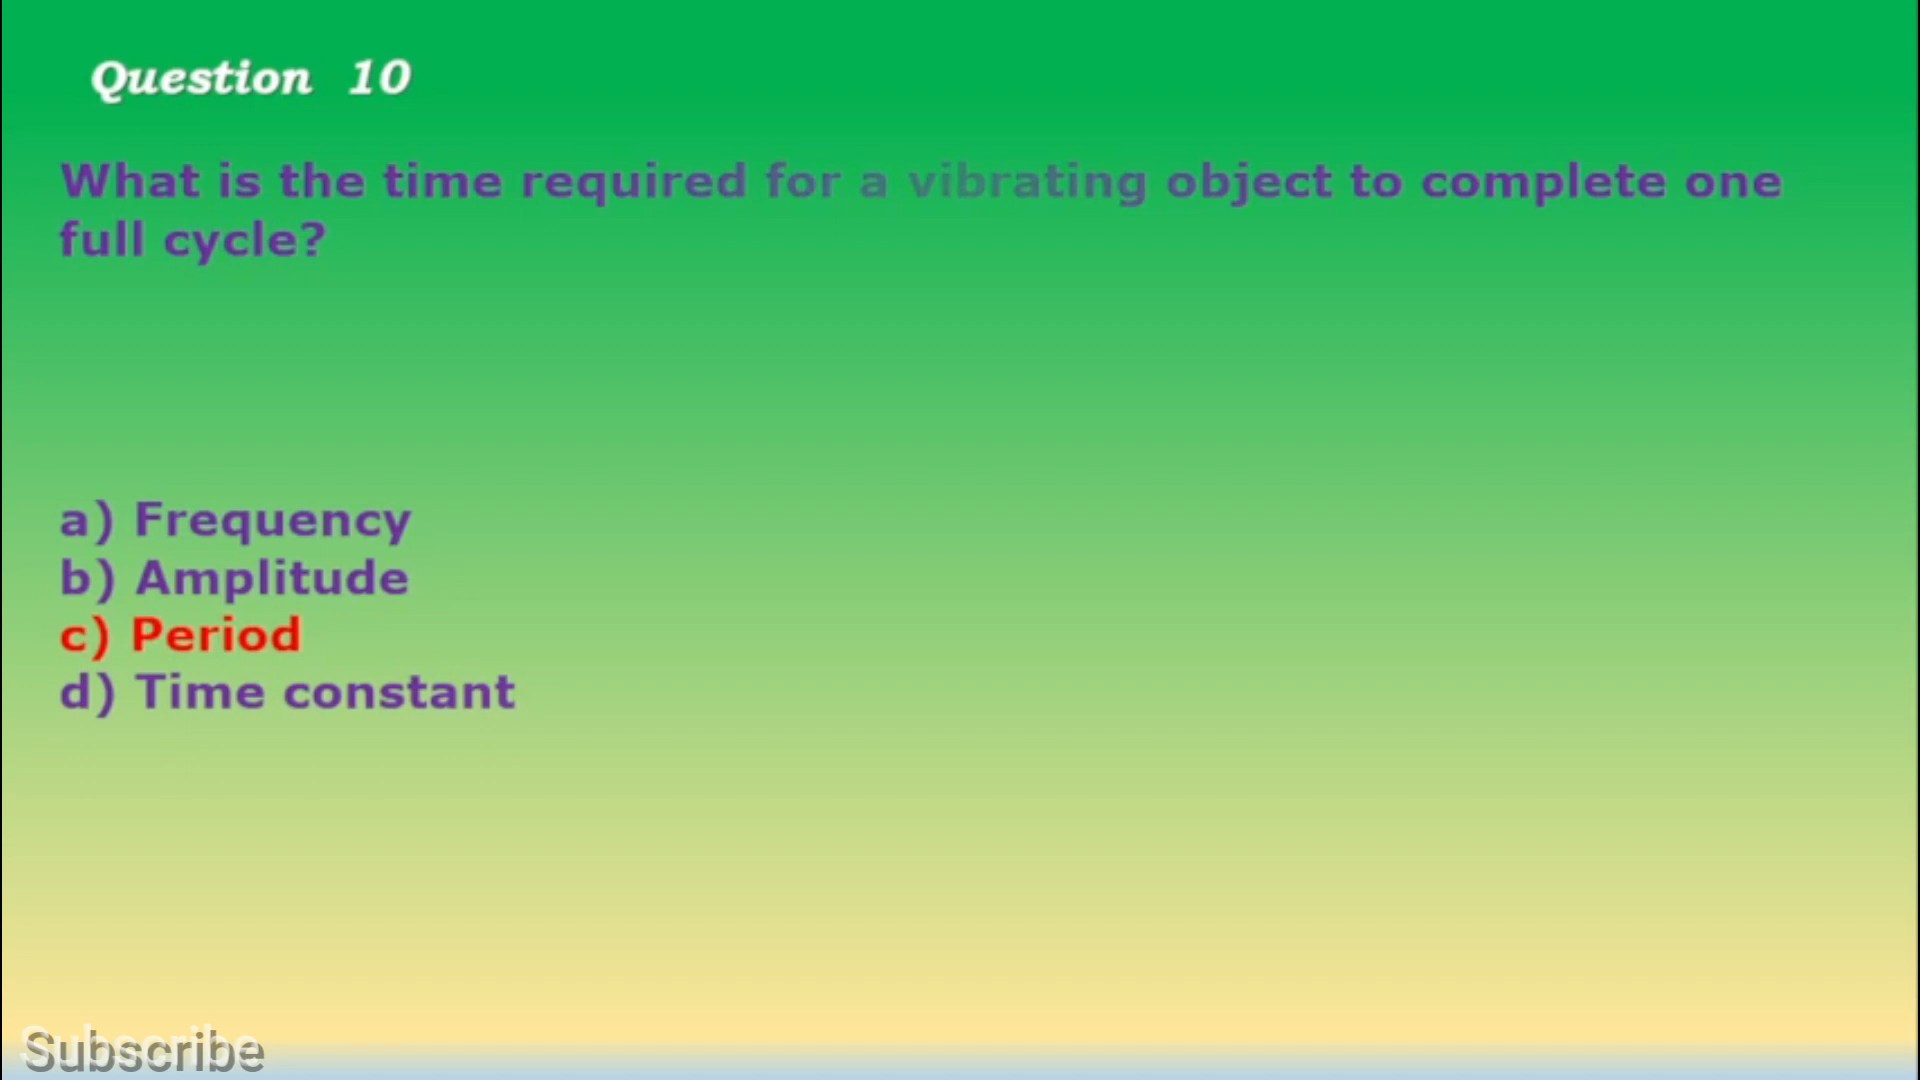 Question 10
What is the time required for a vibrating object to complete one
full cycle?
a) Frequency
b) Amplitude
c) Period
d) Time constant
Subscribe